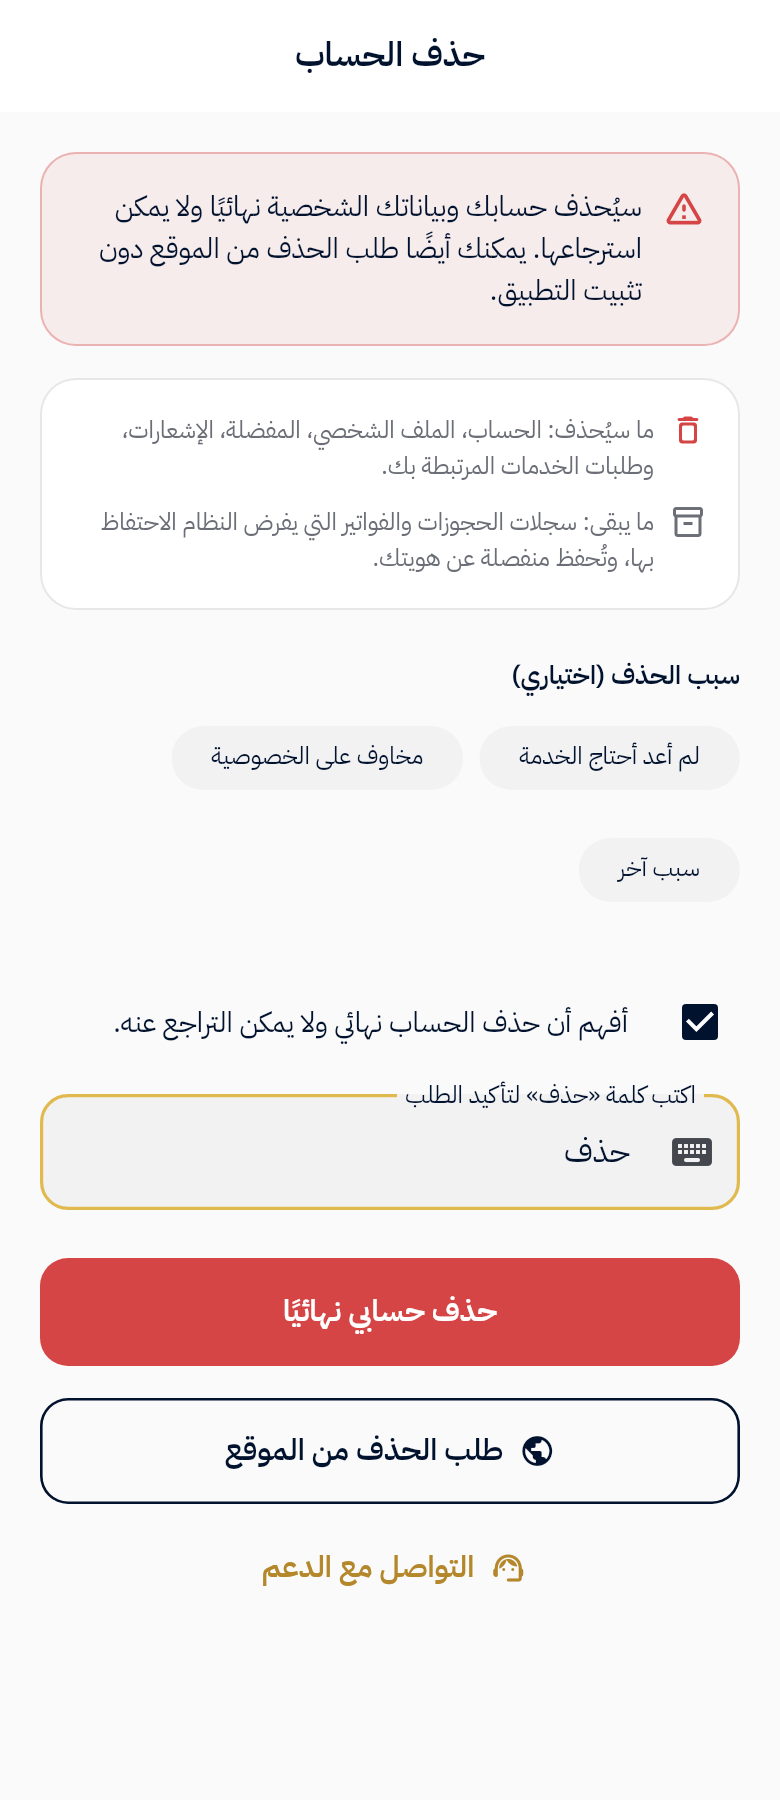 حذف الحساب
سيُحذف حسابك وبياناتك الشخصية نهائيًا ولا يمكن
استرجاعها. يمكنك أيضًا طلب الحذف من الموقع دون
تثبيت التطبيق.
ما سيُحذف: الحساب، الملف الشخصي، المفضلة، الإشعارات،
وطلبات الخدمات المرتبطة بك.
ما يبقى: سجلات الحجوزات والفواتير التي يفرض النظام الاحتفاظ
بها، وتُحفظ منفصلة عن هويتك.
سبب الحذف (اختياري)
لم أعد أحتاج الخدمة
مخاوف على الخصوصية
سبب آخر
أفهم أن حذف الحساب نهائي ولا يمكن التراجع عنه.
اكتب كلمة «حذف» لتأكيد الطلب
حذف
حذف حسابي نهائيًا
طلب الحذف من الموقع
التواصل مع الدعم